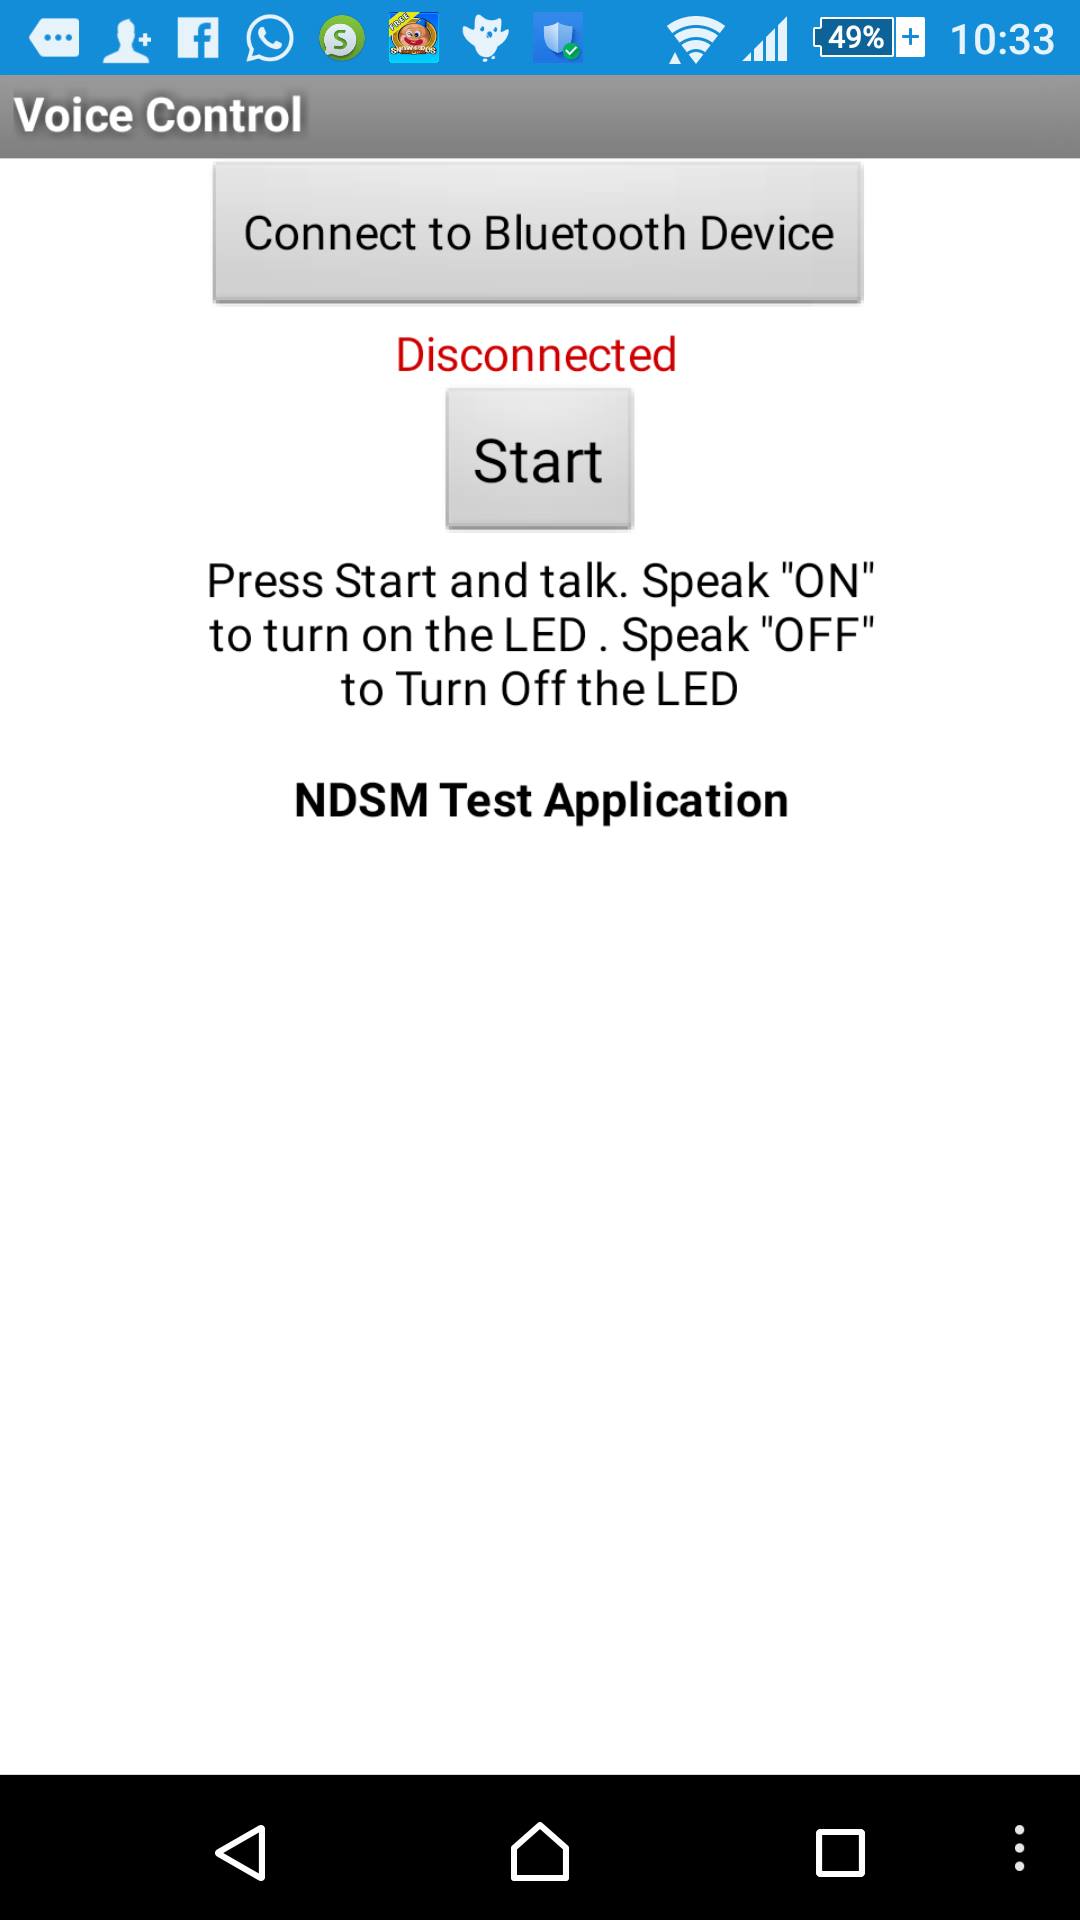 49% 10:33
Voice Control
Connect to Bluetooth Device
Disconnected
Start
Press Start and talk. Speak "ON"
to turn on the LED . Speak "OFF"
to Turn Off the LED
NDSM Test Application